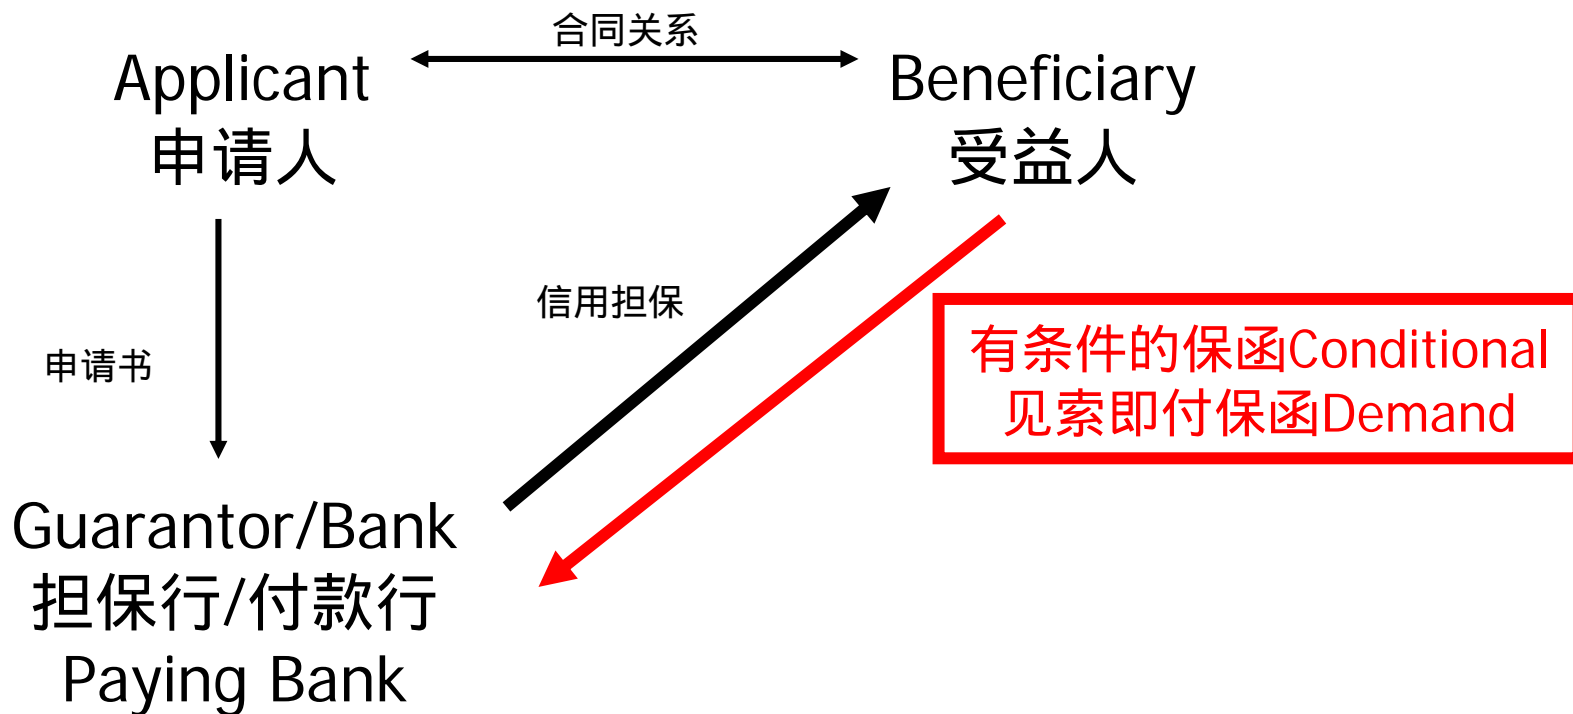 合同关系
Applicant
申请人
Beneficiary
受益人
信用担保
申请书
有条件的保函Conditional
见索即付保函Demand
Guarantor/Bank
担保行/付款行
Paying Bank